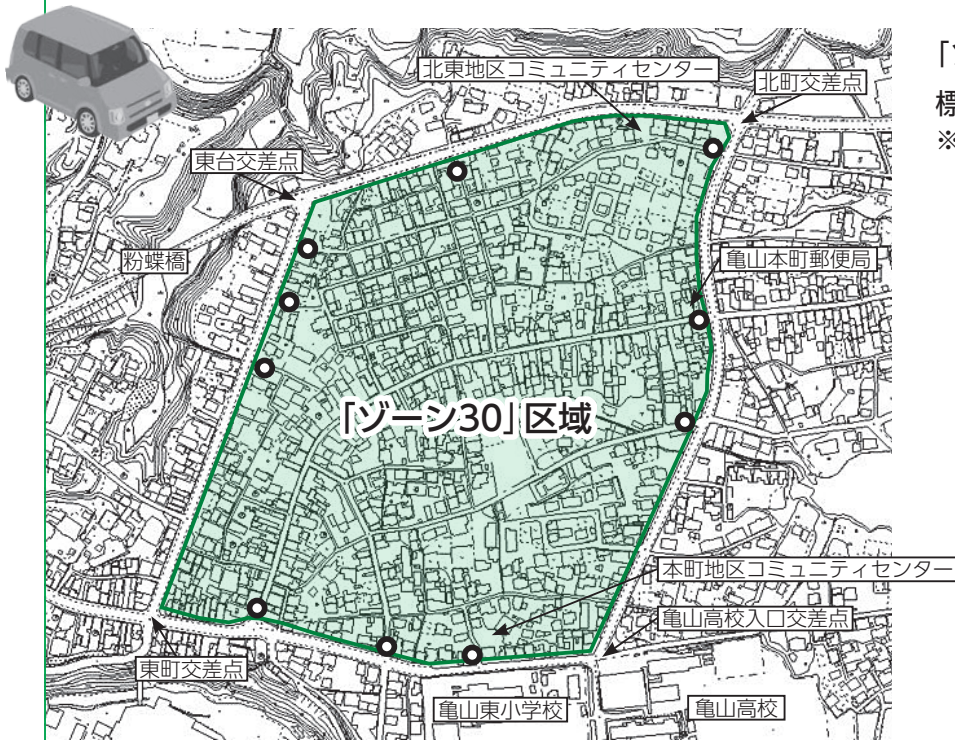 北東地区コミュニティセンター
北町交差点
東台交差点
粉蝶橋
亀山本町郵便局
「ゾーン30」区域
本町地区コミュニティセンター
亀山高校入口交差点
東町交差点
亀山東小学校
亀山高校
標
※